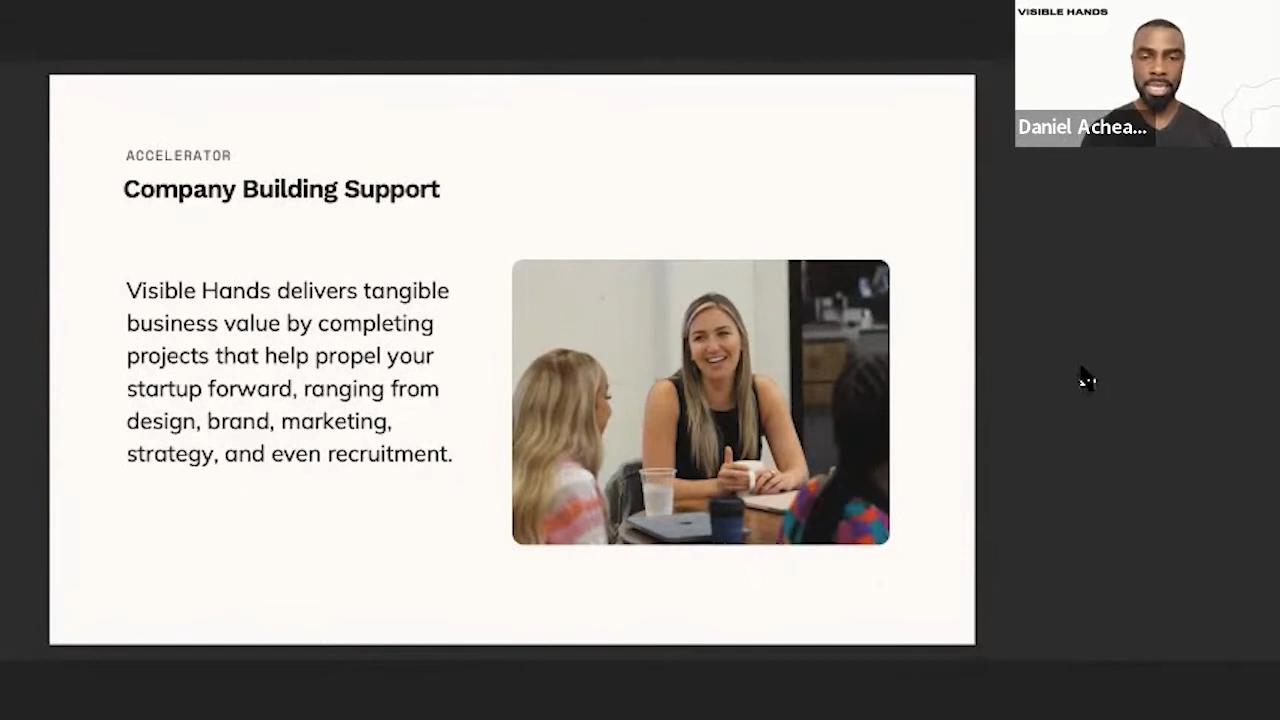 VISIBLE HANDS
Daniel Achea...
ACCELERATOR
Company Building Support
Visible Hands delivers tangible
business value by completing
projects that help propel your
startup forward, ranging from
design, brand, marketing,
strategy, and even recruitment.